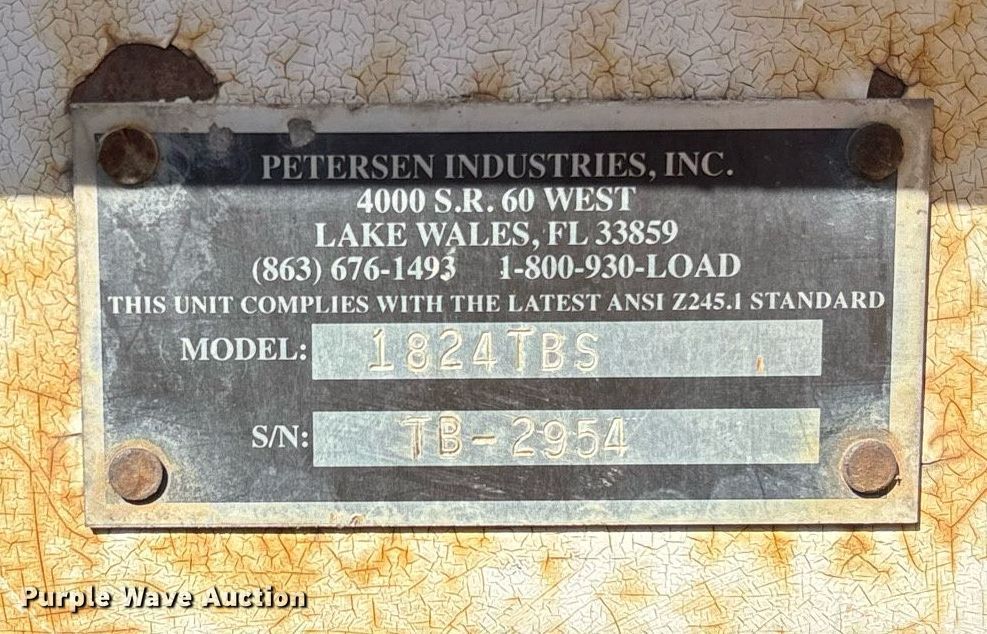 PETERSEN INDUSTRIES, INC.
4000 S.R. 60 WEST
LAKE WALES, FL 33859
(863) 676-1493 1-800-930-LOAD
THIS UNIT COMPLIES WITH THE LATEST ANSI Z245.1 STANDARD
MODEL: 1824TBS
S/N: TB-2954
Purple Wave Auction